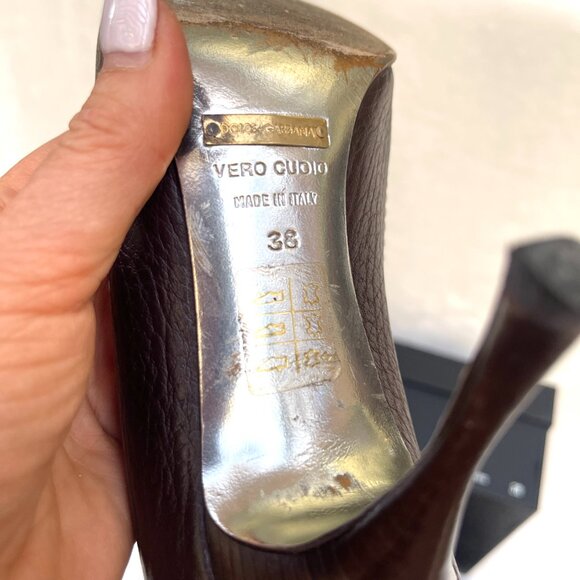 DOLCE & GABBANA
VERO CUOIO
MADE IN ITALY
38